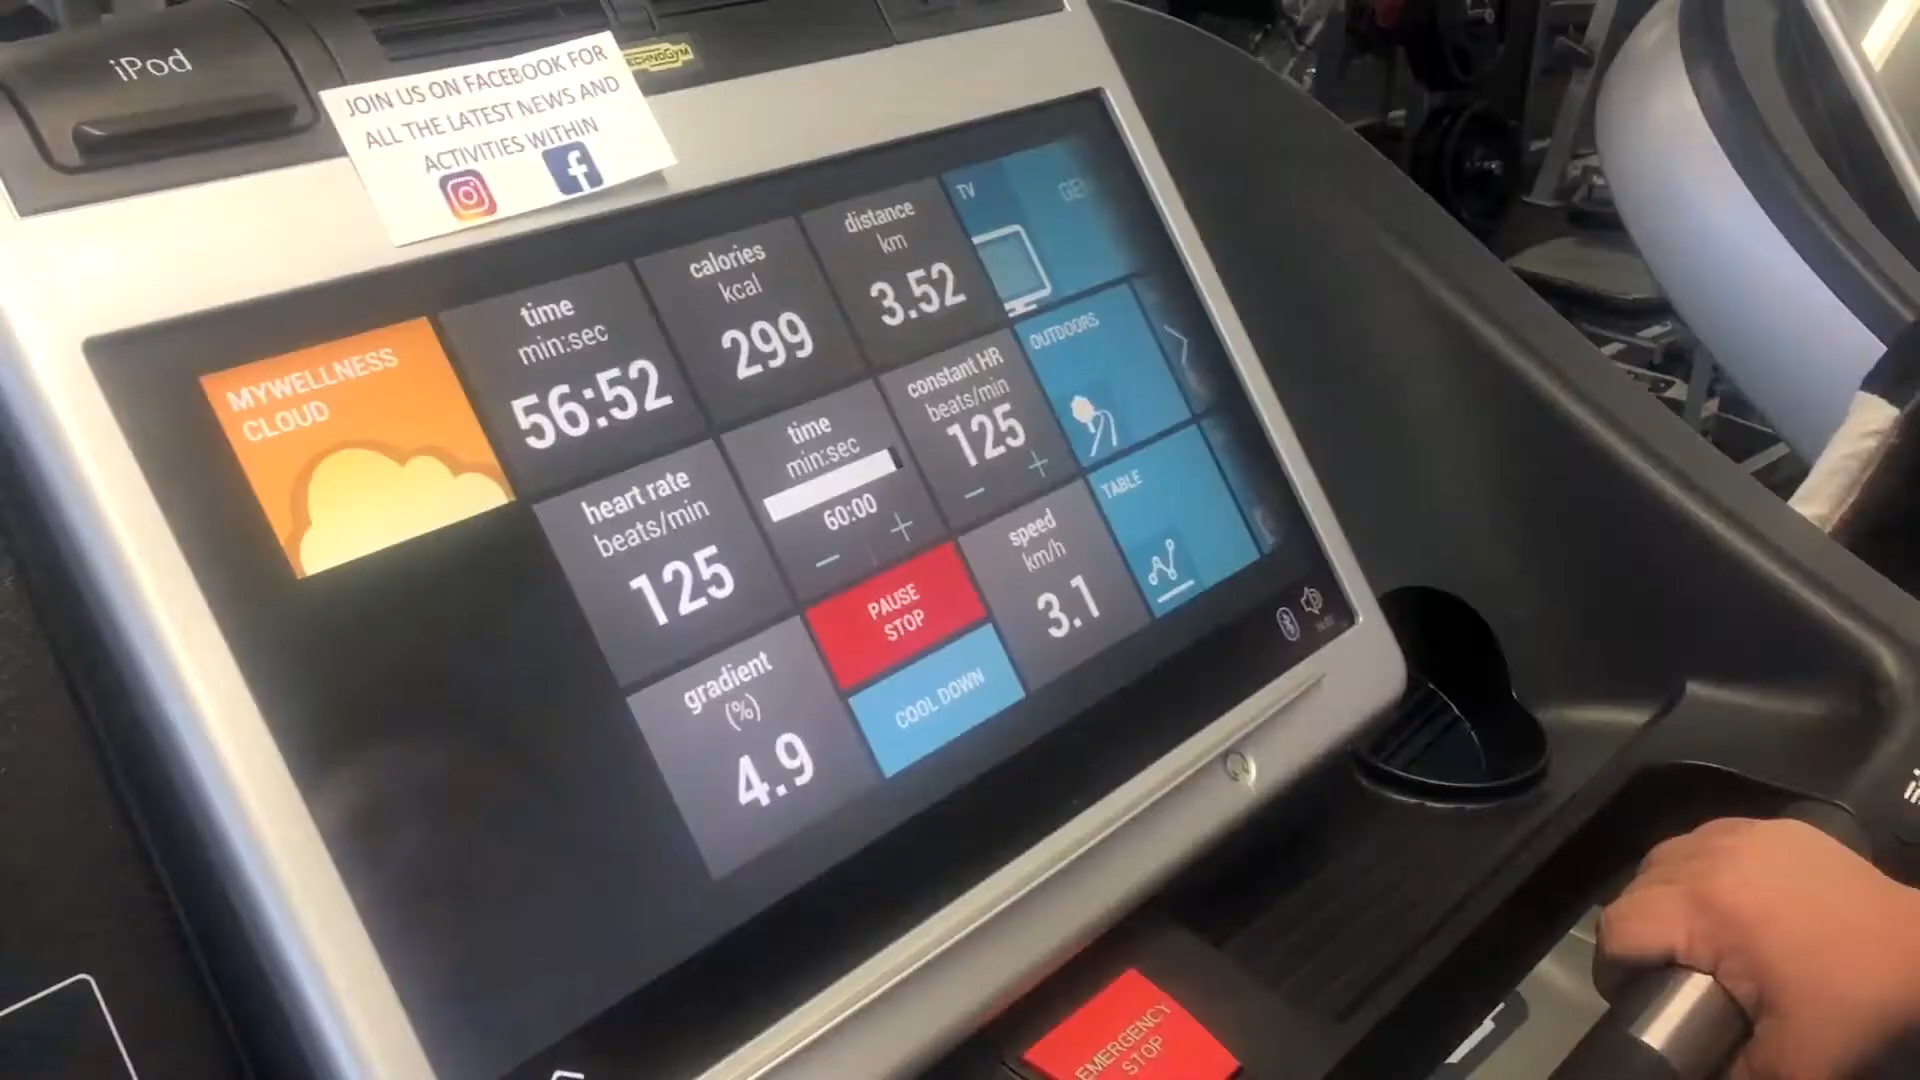 iPod
JOIN US ON FACEBOOK FOR
ALL THE LATEST NEWS AND
ACTIVITIES WITHIN
MYWELLNESS
CLOUD
time
min:sec
56:52
calories
kcal
299
distance
km
3.52
TV
heart rate
beats/min
125
time
min:sec
60:00
constant HR
beats/min
125
OUTDOORS
gradient
(%)
4.9
PAUSE
STOP
COOL DOWN
speed
km/h
3.1
TABLE
EMERGENCY
STOP